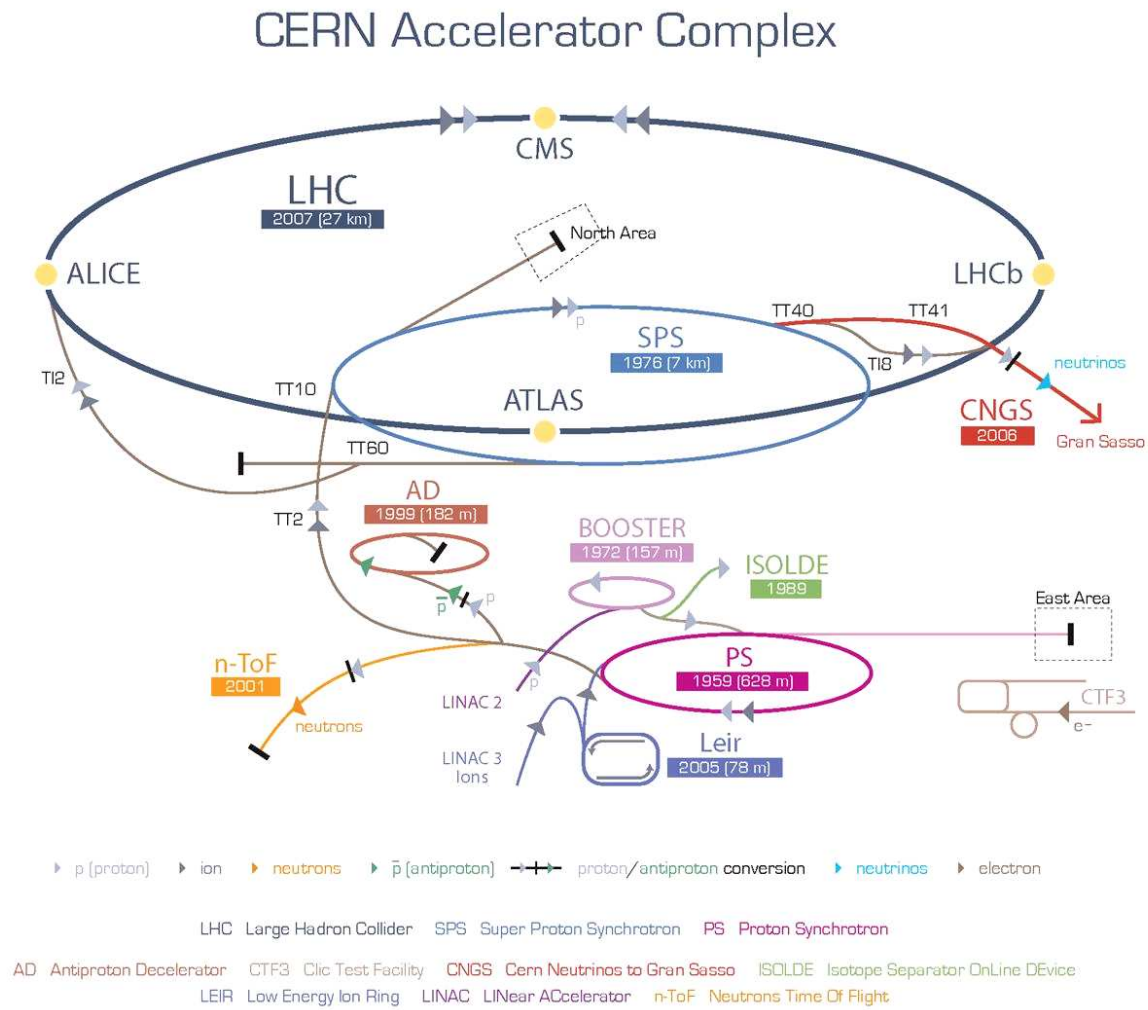 CERN Accelerator Complex
CMS
LHC
2007 (27 km)
North Area
ALICE
LHCb
p
TT40
TT41
SPS
1976 (7 km)
TI2
TI8
neutrinos
TT10
ATLAS
CNGS
2006
Gran Sasso
TT60
AD
1999 (182 m)
TT2
BOOSTER
1972 (157 m)
ISOLDE
1989
p̅
p
East Area
n-ToF
2001
p
PS
1959 (628 m)
LINAC 2
neutrons
CTF3
e-
LINAC 3
Ions
Leir
2005 (78 m)
p (proton) ion neutrons p̅ (antiproton) proton/antiproton conversion neutrinos electron
LHC Large Hadron Collider SPS Super Proton Synchrotron PS Proton Synchrotron
AD Antiproton Decelerator CTF3 Clic Test Facility CNGS Cern Neutrinos to Gran Sasso ISOLDE Isotope Separator OnLine DEvice
LEIR Low Energy Ion Ring LINAC LINear ACcelerator n-ToF Neutrons Time Of Flight